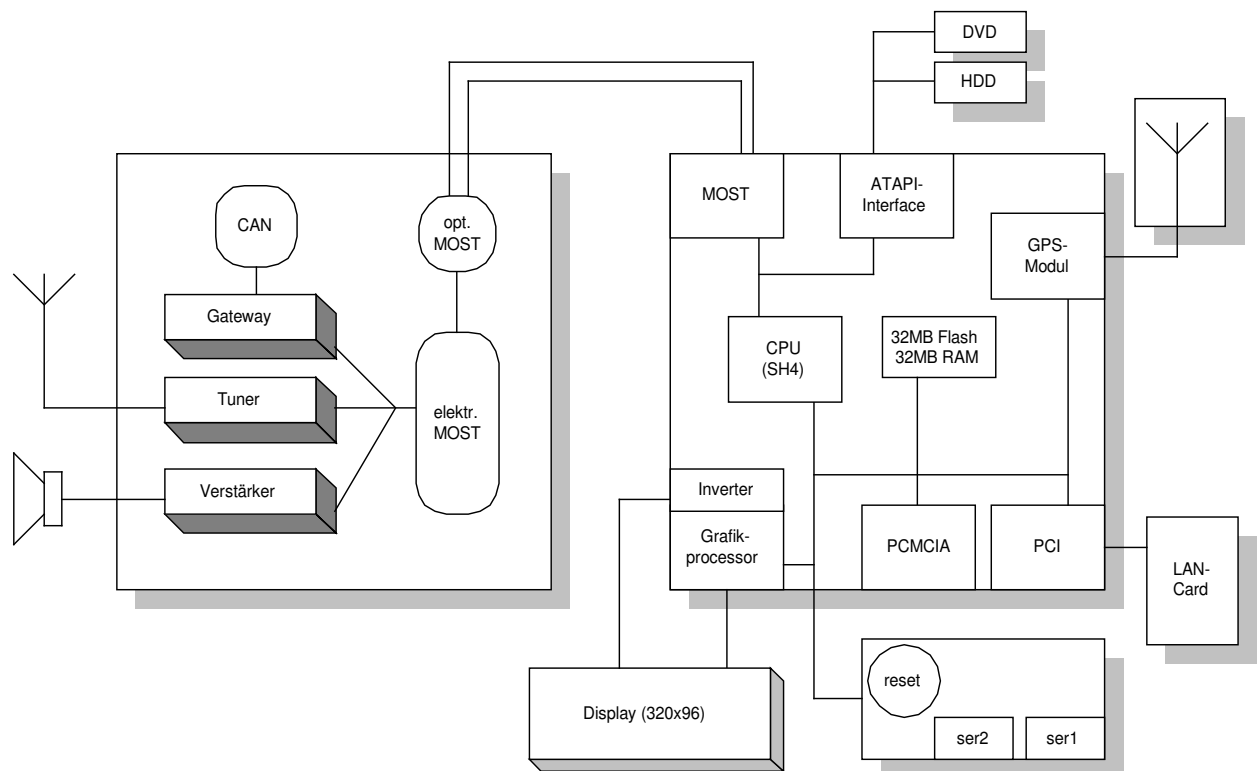 DVD
HDD
CAN
opt.
MOST
Gateway
Tuner
Verstärker
elektr.
MOST
MOST
ATAPI-
Interface
GPS-
Modul
CPU
(SH4)
32MB Flash
32MB RAM
Inverter
Grafik-
processor
PCMCIA
PCI
LAN-
Card
Display (320x96)
reset
ser2
ser1